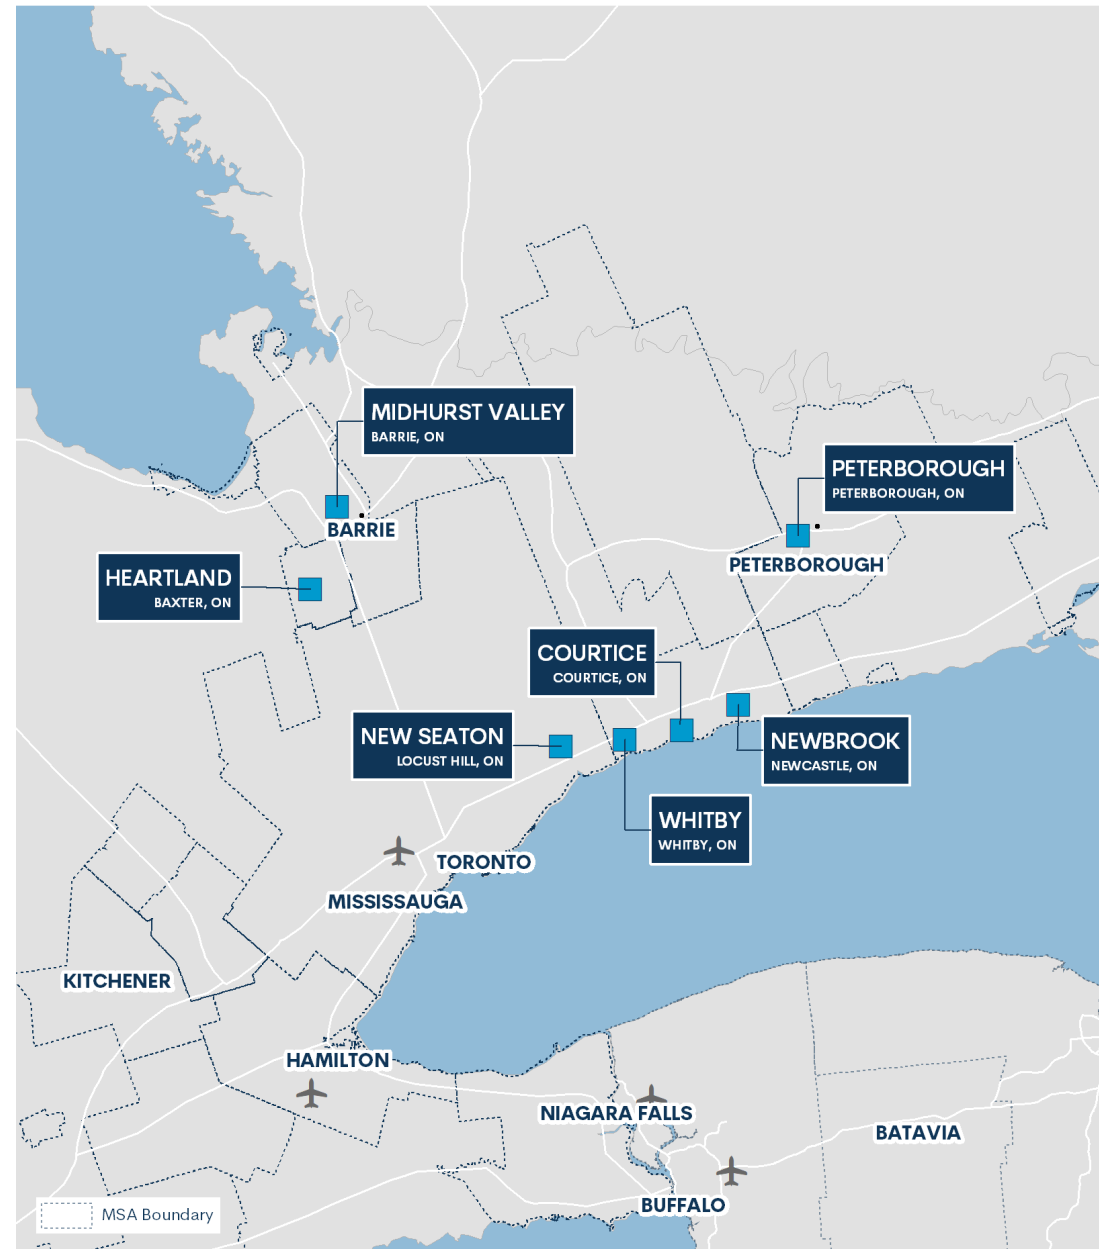 MIDHURST VALLEY
BARRIE, ON
PETERBOROUGH
PETERBOROUGH, ON
BARRIE
PETERBOROUGH
HEARTLAND
BAXTER, ON
COURTICE
COURTICE, ON
NEW SEATON
LOCUST HILL, ON
NEWBROOK
NEWCASTLE, ON
WHITBY
WHITBY, ON
TORONTO
MISSISSAUGA
KITCHENER
HAMILTON
NIAGARA FALLS
BATAVIA
BUFFALO
MSA Boundary